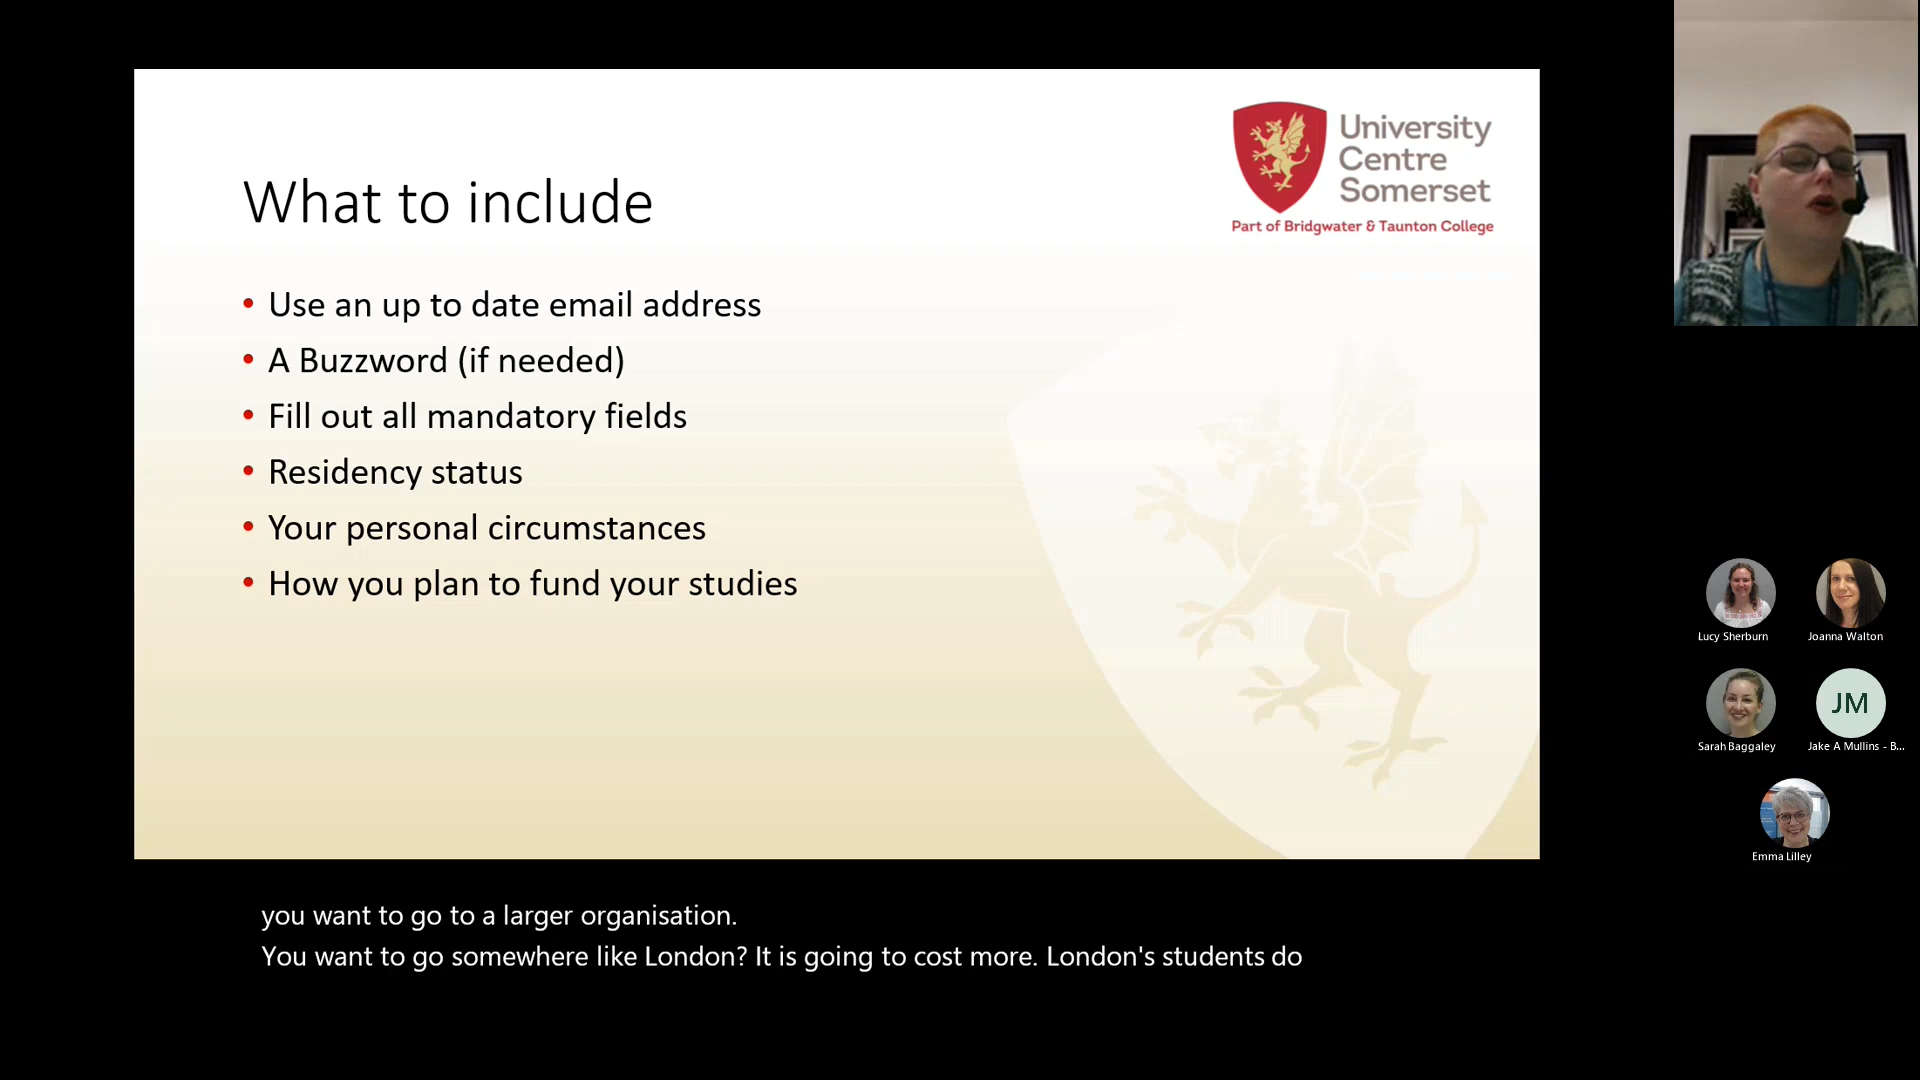 University
Centre
Somerset
Part of Bridgwater & Taunton College
What to include
• Use an up to date email address
• A Buzzword (if needed)
• Fill out all mandatory fields
• Residency status
• Your personal circumstances
• How you plan to fund your studies
Lucy Sherburn
Joanna Walton
JM
Sarah Baggaley
Jake A Mullins - B...
Emma Lilley
you want to go to a larger organisation.
You want to go somewhere like London? It is going to cost more. London's students do